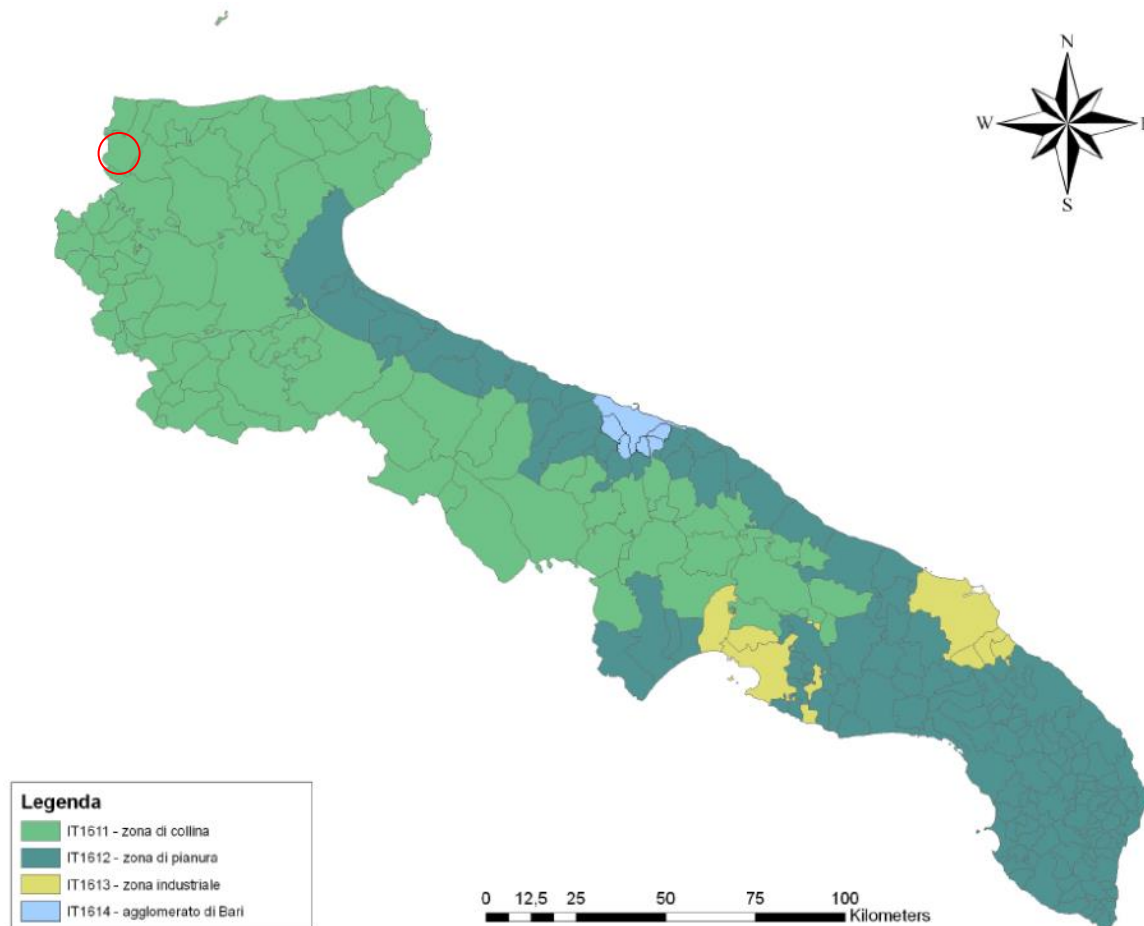 N
W
E
S
Legenda
IT1611 - zona di collina
IT1612 - zona di pianura
IT1613 - zona industriale
IT1614 - agglomerato di Bari
0 12,5 25 50 75 100
Kilometers